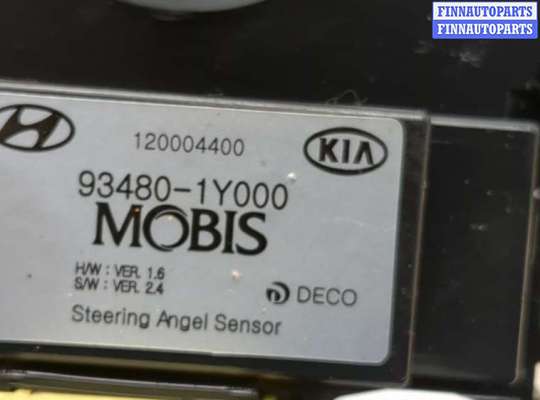 FINNAUTOPARTS
FINNAUTOPARTS
120004400
KIA
93480-1Y000
MOBIS
H/W : VER. 1.6
S/W : VER. 2.4
DECO
Steering Angel Sensor